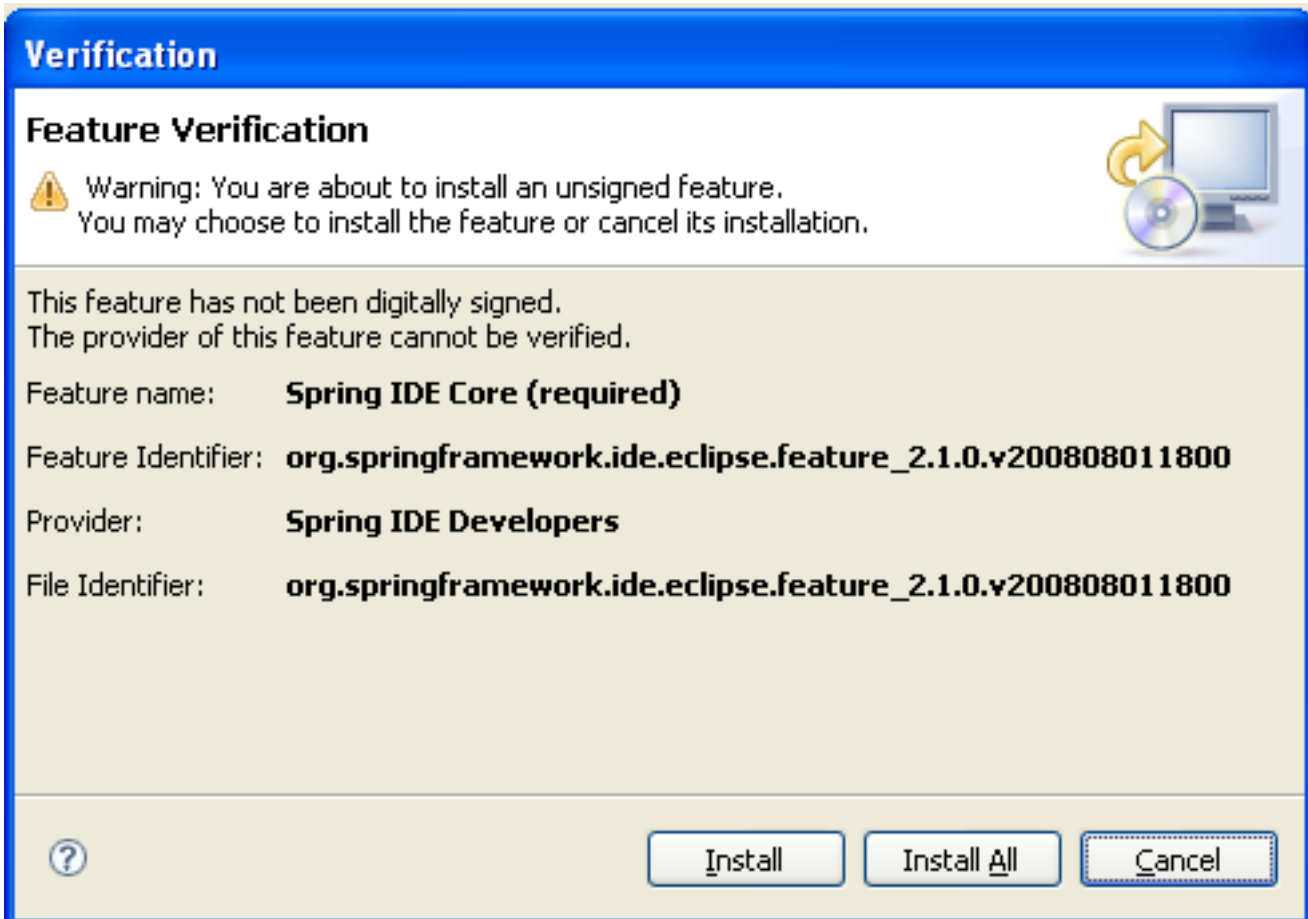 Verification
Feature Verification
Warning: You are about to install an unsigned feature.
You may choose to install the feature or cancel its installation.
This feature has not been digitally signed.
The provider of this feature cannot be verified.
Feature name: Spring IDE Core (required)
Feature Identifier: org.springframework.ide.eclipse.feature_2.1.0.v200808011800
Provider: Spring IDE Developers
File Identifier: org.springframework.ide.eclipse.feature_2.1.0.v200808011800
? Install Install All Cancel